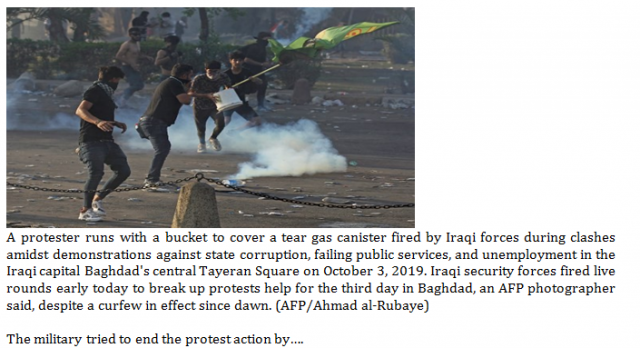 A protester runs with a bucket to cover a tear gas canister fired by Iraqi forces during clashes
amidst demonstrations against state corruption, failing public services, and unemployment in the
Iraqi capital Baghdad's central Tayeran Square on October 3, 2019. Iraqi security forces fired live
rounds early today to break up protests help for the third day in Baghdad, an AFP photographer
said, despite a curfew in effect since dawn. (AFP/Ahmad al-Rubaye)
The military tried to end the protest action by….